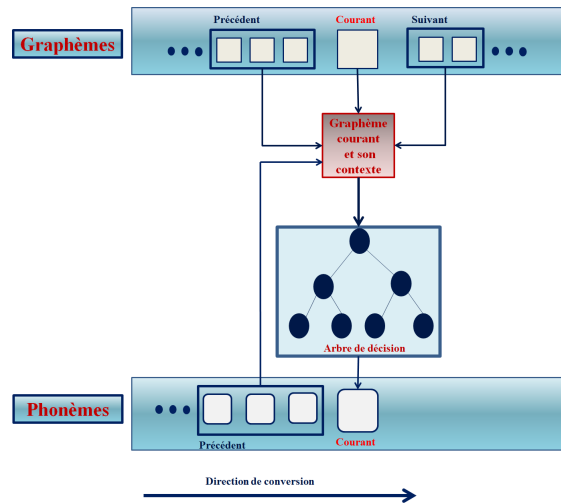 Précédent
Courant
Suivant
Graphèmes
Graphème
courant
et son
contexte
Arbre de décision
Phonèmes
Précédent
Courant
Direction de conversion